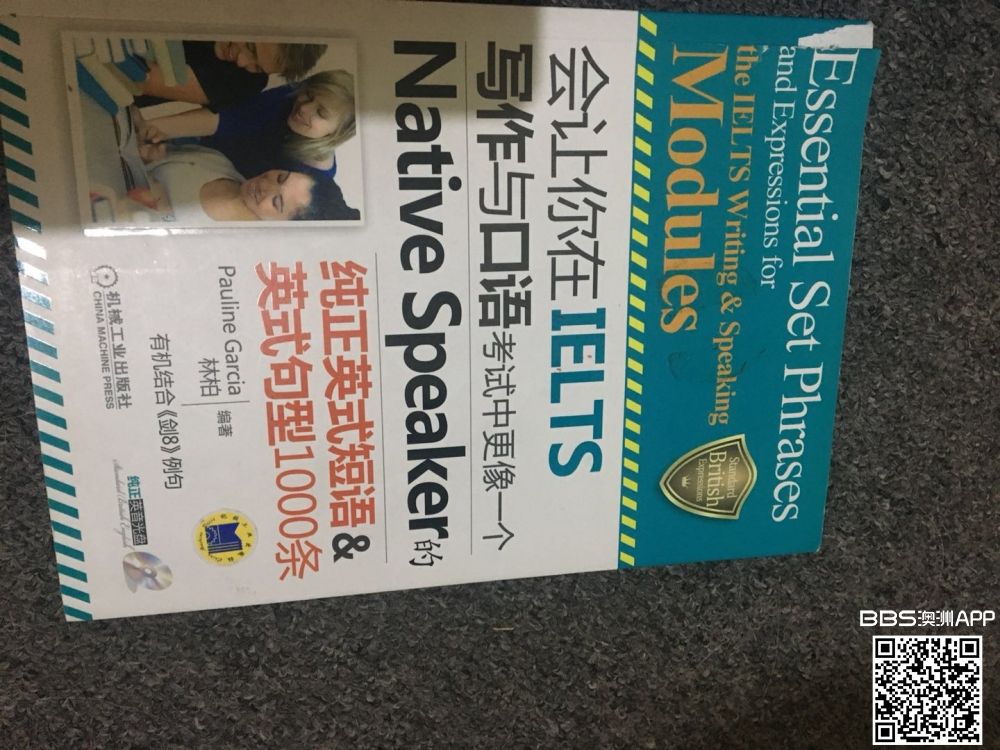 Essential Set Phrases
and Expressions for
the IELTS Writing & Speaking
Modules
Standard
British
Expressions
会让你在IELTS
写作与口语考试中更像一个
Native Speaker的
纯正英式短语&
英式句型1000条
Pauline Garcia
林柏
编著
有机结合《剑8》例句
机械工业出版社
CHINA MACHINE PRESS
纯正英音光盘
BBS澳洲APP